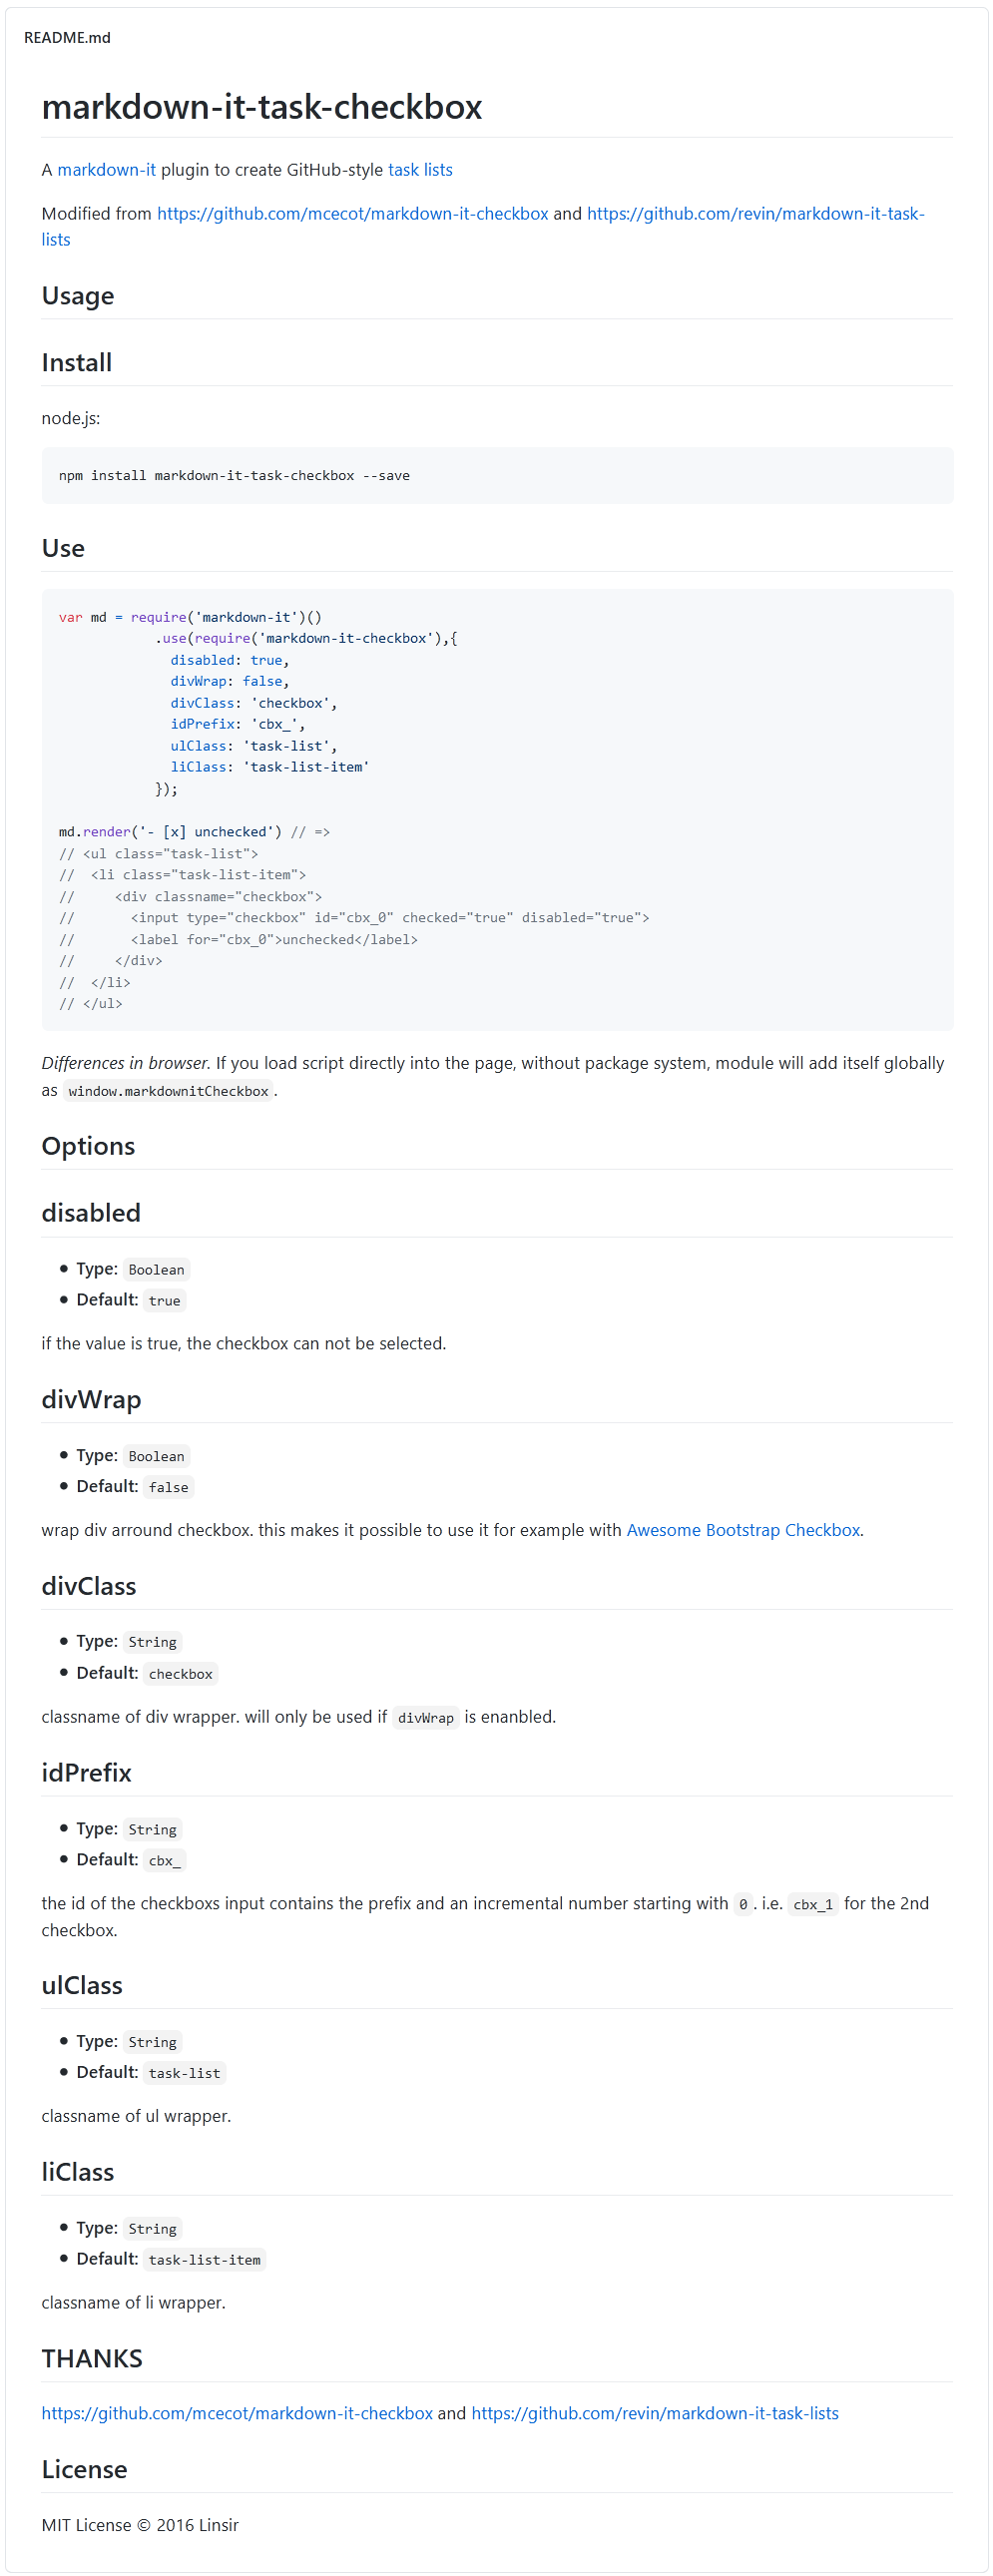 README.md
markdown-it-task-checkbox
A markdown-it plugin to create GitHub-style task lists
Modified from https://github.com/mcecot/markdown-it-checkbox and https://github.com/revin/markdown-it-task-
lists
Usage
Install
node.js:
npm install markdown-it-task-checkbox --save
Use
var md = require('markdown-it')()
            .use(require('markdown-it-checkbox'),{
              disabled: true,
              divWrap: false,
              divClass: 'checkbox',
              idPrefix: 'cbx_',
              ulClass: 'task-list',
              liClass: 'task-list-item'
            });
md.render('- [x] unchecked') // =>
// <ul class="task-list">
//  <li class="task-list-item">
//     <div classname="checkbox">
//       <input type="checkbox" id="cbx_0" checked="true" disabled="true">
//       <label for="cbx_0">unchecked</label>
//     </div>
//  </li>
// </ul>
Differences in browser. If you load script directly into the page, without package system, module will add itself globally
as window.markdownitCheckbox.
Options
disabled
• Type: Boolean
• Default: true
if the value is true, the checkbox can not be selected.
divWrap
• Type: Boolean
• Default: false
wrap div arround checkbox. this makes it possible to use it for example with Awesome Bootstrap Checkbox.
divClass
• Type: String
• Default: checkbox
classname of div wrapper. will only be used if divWrap is enanbled.
idPrefix
• Type: String
• Default: cbx_
the id of the checkboxs input contains the prefix and an incremental number starting with 0. i.e. cbx_1 for the 2nd
checkbox.
ulClass
• Type: String
• Default: task-list
classname of ul wrapper.
liClass
• Type: String
• Default: task-list-item
classname of li wrapper.
THANKS
https://github.com/mcecot/markdown-it-checkbox and https://github.com/revin/markdown-it-task-lists
License
MIT License © 2016 Linsir